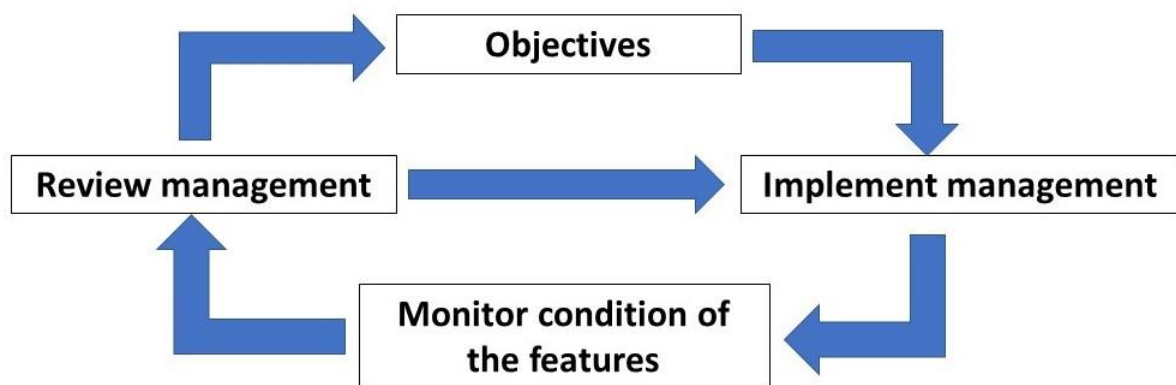 Objectives
Review management
Implement management
Monitor condition of
the features